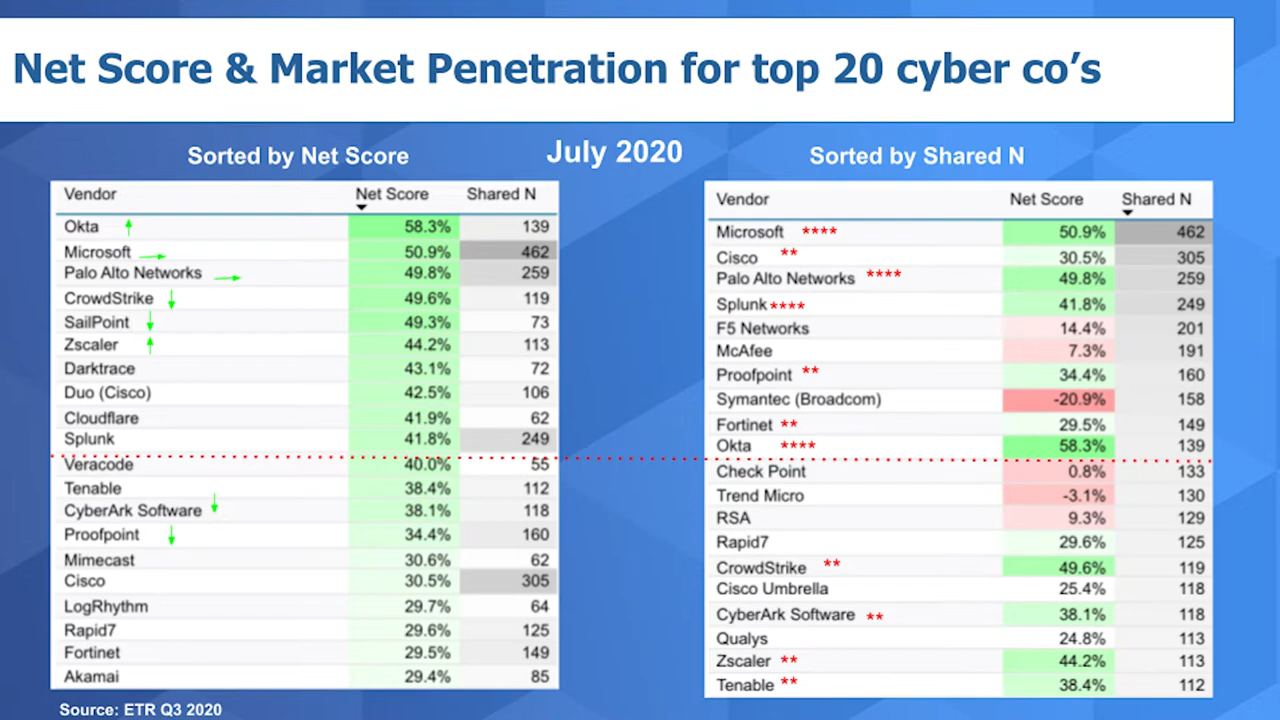 Net Score & Market Penetration for top 20 cyber co's
July 2020
Sorted by Net Score
Vendor Net Score Shared N
Okta 58.3% 139
Microsoft 50.9% 462
Palo Alto Networks 49.8% 259
CrowdStrike 49.6% 119
SailPoint 49.3% 73
Zscaler 44.2% 113
Darktrace 43.1% 72
Duo (Cisco) 42.5% 106
Cloudflare 41.9% 62
Splunk 41.8% 249
Veracode 40.0% 55
Tenable 38.4% 112
CyberArk Software 38.1% 118
Proofpoint 34.4% 160
Mimecast 30.6% 62
Cisco 30.5% 305
LogRhythm 29.7% 64
Rapid7 29.6% 125
Fortinet 29.5% 149
Akamai 29.4% 85
Sorted by Shared N
Vendor Net Score Shared N
Microsoft **** 50.9% 462
Cisco ** 30.5% 305
Palo Alto Networks **** 49.8% 259
Splunk **** 41.8% 249
F5 Networks 14.4% 201
McAfee 7.3% 191
Proofpoint ** 34.4% 160
Symantec (Broadcom) -20.9% 158
Fortinet ** 29.5% 149
Okta **** 58.3% 139
Check Point 0.8% 133
Trend Micro -3.1% 130
RSA 9.3% 129
Rapid7 29.6% 125
CrowdStrike ** 49.6% 119
Cisco Umbrella 25.4% 118
CyberArk Software ** 38.1% 118
Qualys 24.8% 113
Zscaler ** 44.2% 113
Tenable ** 38.4% 112
Source: ETR Q3 2020